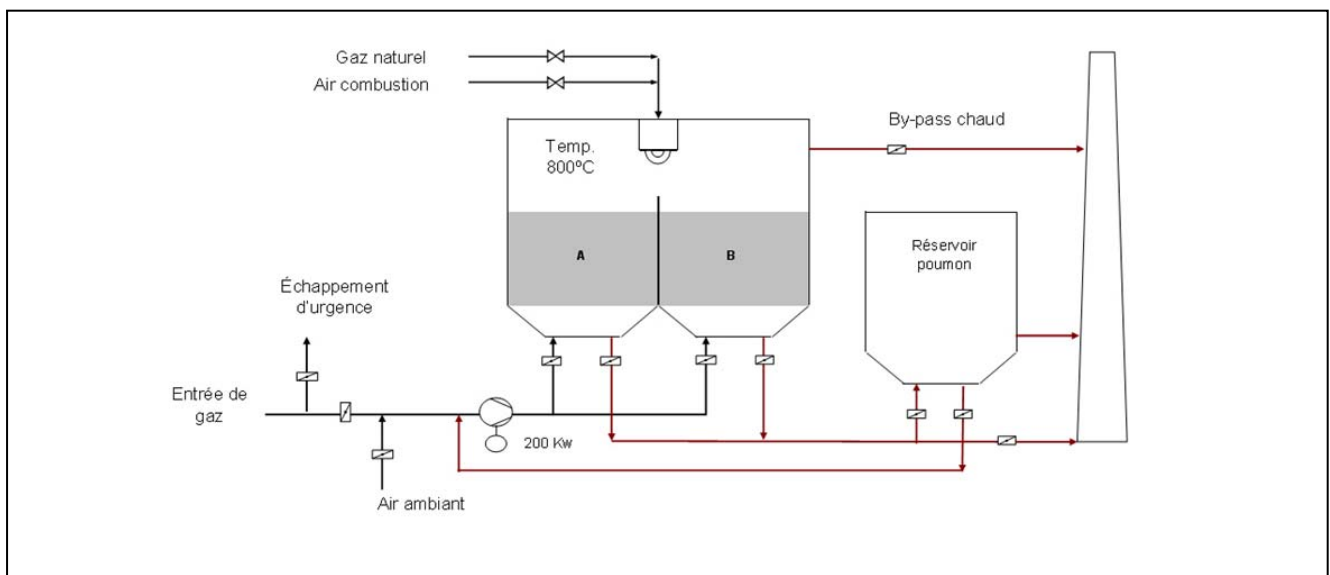 Gaz naturel
Air combustion
By-pass chaud
Temp.
800ºC
Réservoir
poumon
A
B
Échappement
d'urgence
Entrée de
gaz
200 Kw
Air ambiant